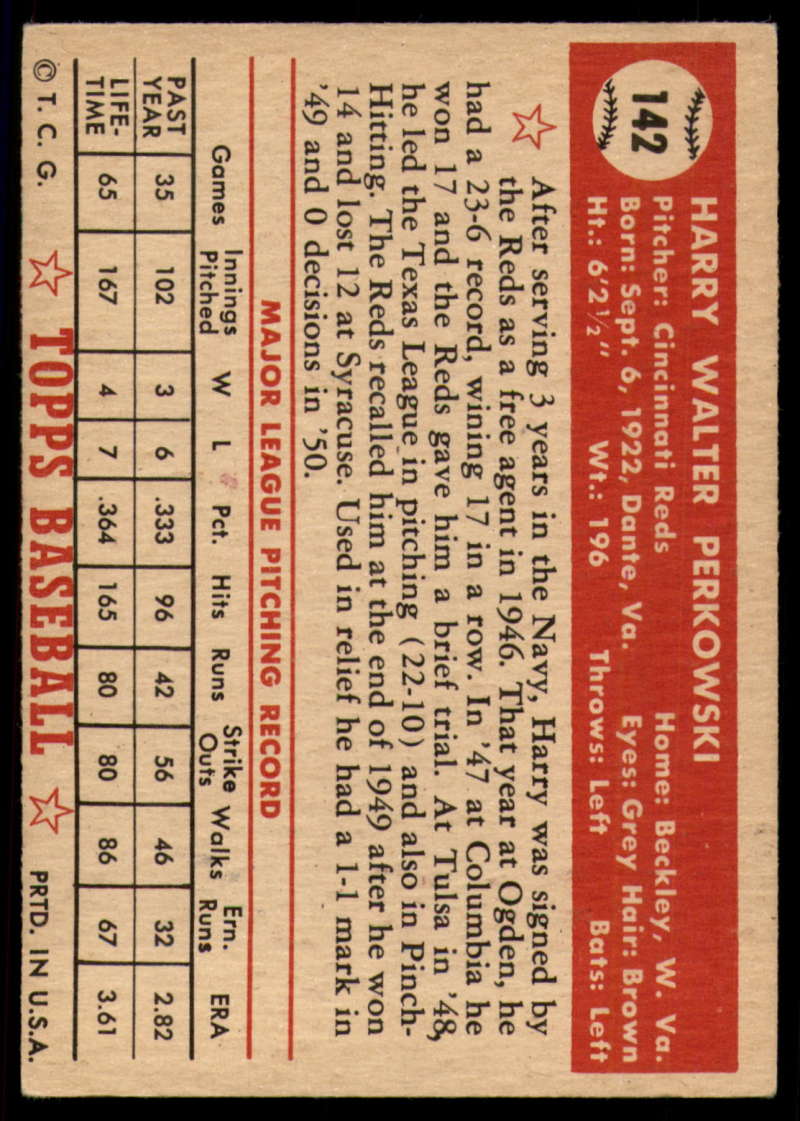 142
HARRY WALTER PERKOWSKI
Pitcher: Cincinnati Reds Home: Beckley, W. Va.
Born: Sept. 6, 1922, Dante, Va. Eyes: Grey Hair: Brown
Ht.: 6'2½" Wt.: 196 Throws: Left Bats: Left
After serving 3 years in the Navy, Harry was signed by
the Reds as a free agent in 1946. That year at Ogden, he
had a 23-6 record, wining 17 in a row. In '47 at Columbia he
won 17 and the Reds gave him a brief trial. At Tulsa in '48,
he led the Texas League in pitching (22-10) and also in Pinch-
Hitting. The Reds recalled him at the end of 1949 after he won
14 and lost 12 at Syracuse. Used in relief he had a 1-1 mark in
'49 and 0 decisions in '50.
MAJOR LEAGUE PITCHING RECORD
Games Innings Pitched W L Pct. Hits Runs Strike Outs Walks Ern. Runs ERA
PAST YEAR 35 102 3 6 .333 96 42 56 46 32 2.82
LIFE-TIME 65 167 4 7 .364 165 80 80 86 67 3.61
© T. C. G. TOPPS BASEBALL PRTD. IN U.S.A.